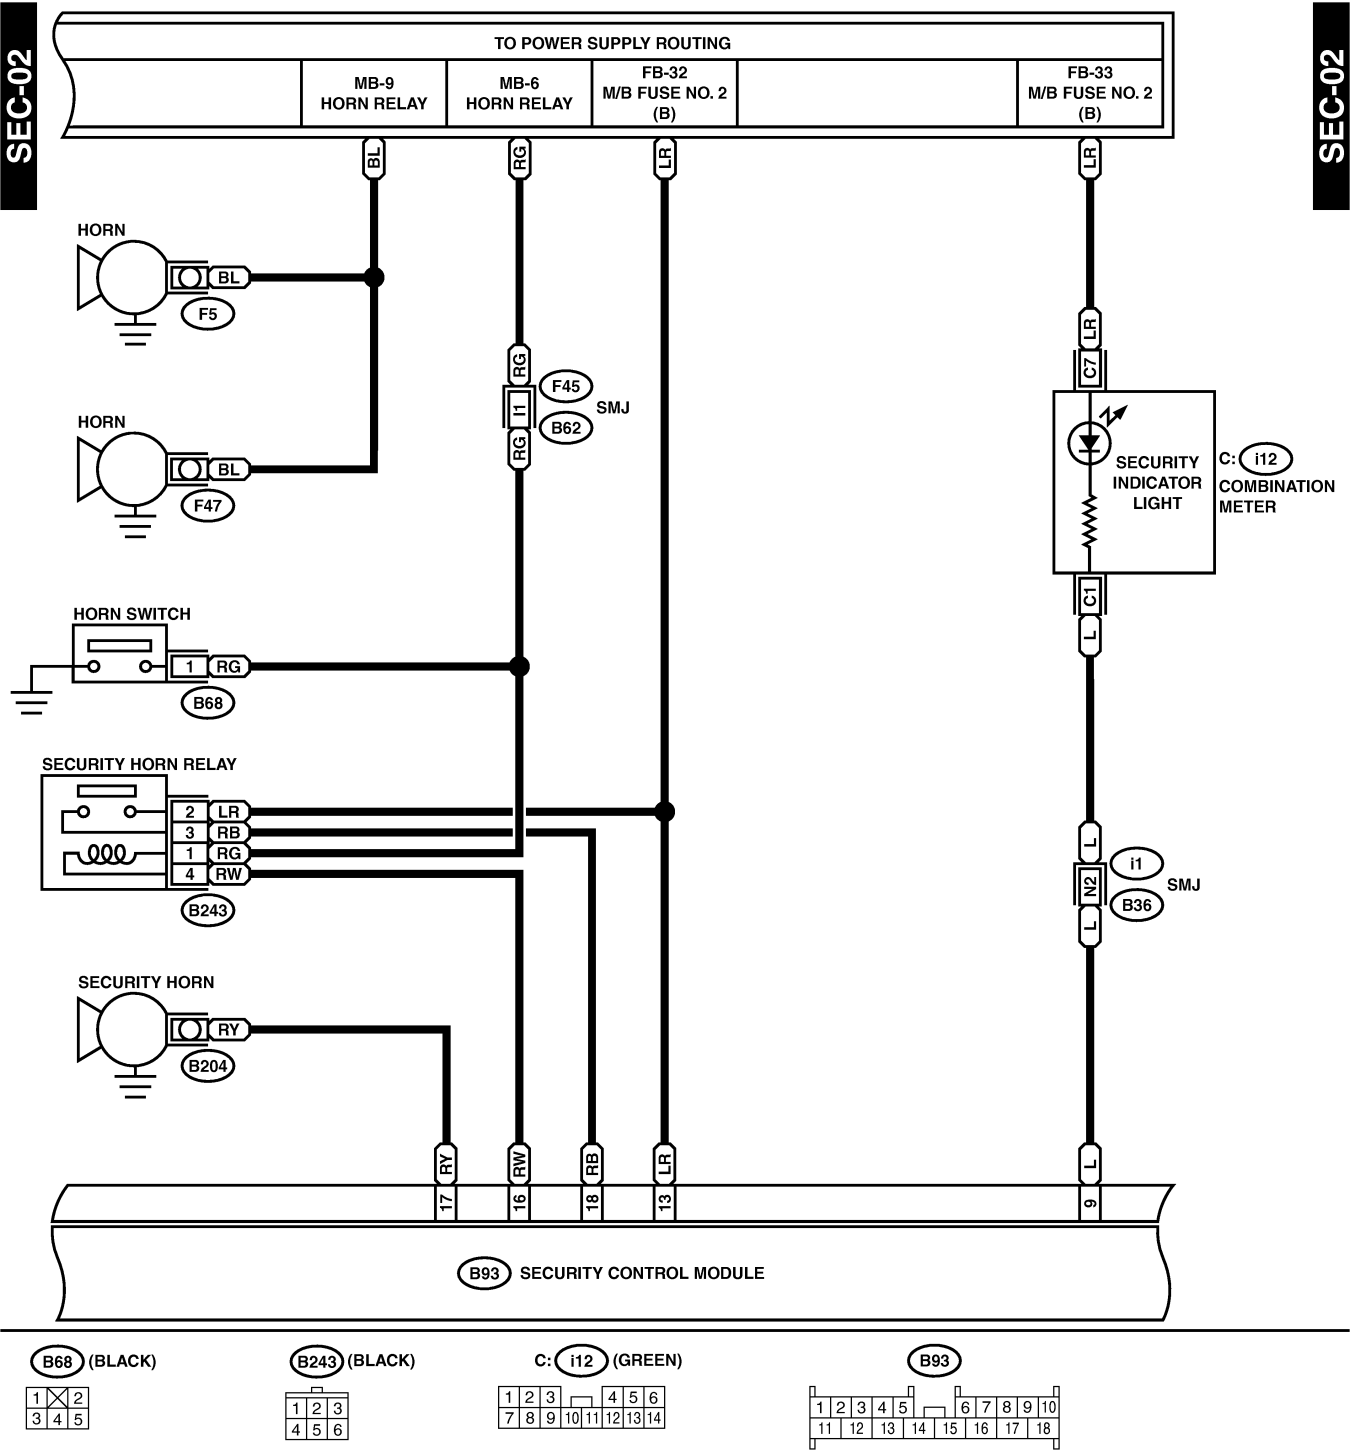 SEC-02
SEC-02
TO POWER SUPPLY ROUTING
MB-9
HORN RELAY
MB-6
HORN RELAY
FB-32
M/B FUSE NO. 2
(B)
FB-33
M/B FUSE NO. 2
(B)
BL
RG
LR
LR
HORN
BL
F5
LR
C7
RG
I1
RG
F45
B62
SMJ
HORN
BL
F47
SECURITY
INDICATOR
LIGHT
C: i12
COMBINATION
METER
C1
L
HORN SWITCH
1 RG
B68
SECURITY HORN RELAY
2 LR
3 RB
1 RG
4 RW
B243
L
N2
L
i1
B36
SMJ
SECURITY HORN
RY
B204
RY
RW
RB
LR
L
17
16
18
13
9
B93 SECURITY CONTROL MODULE
B68 (BLACK)
1 2
3 4 5
B243 (BLACK)
1 2 3
4 5 6
C: i12 (GREEN)
1 2 3 4 5 6
7 8 9 10 11 12 13 14
B93
1 2 3 4 5 6 7 8 9 10
11 12 13 14 15 16 17 18